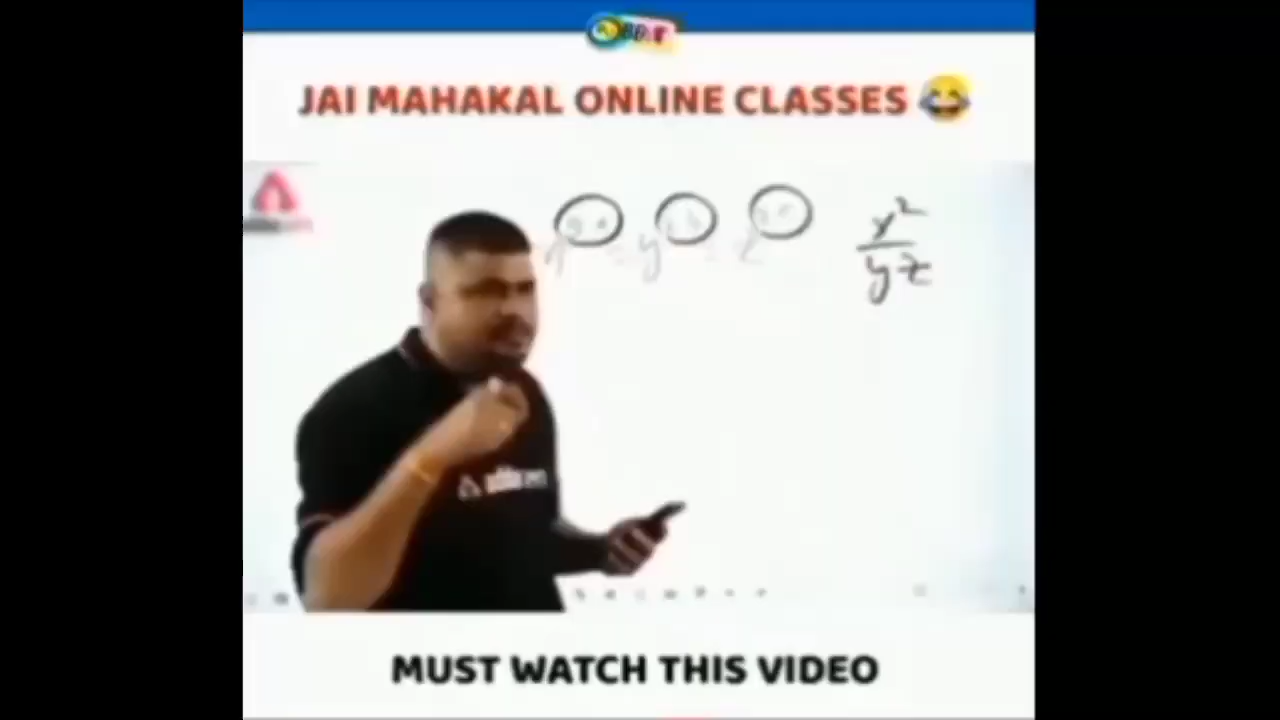 JAI MAHAKAL ONLINE CLASSES 😂
x²
yz
MUST WATCH THIS VIDEO